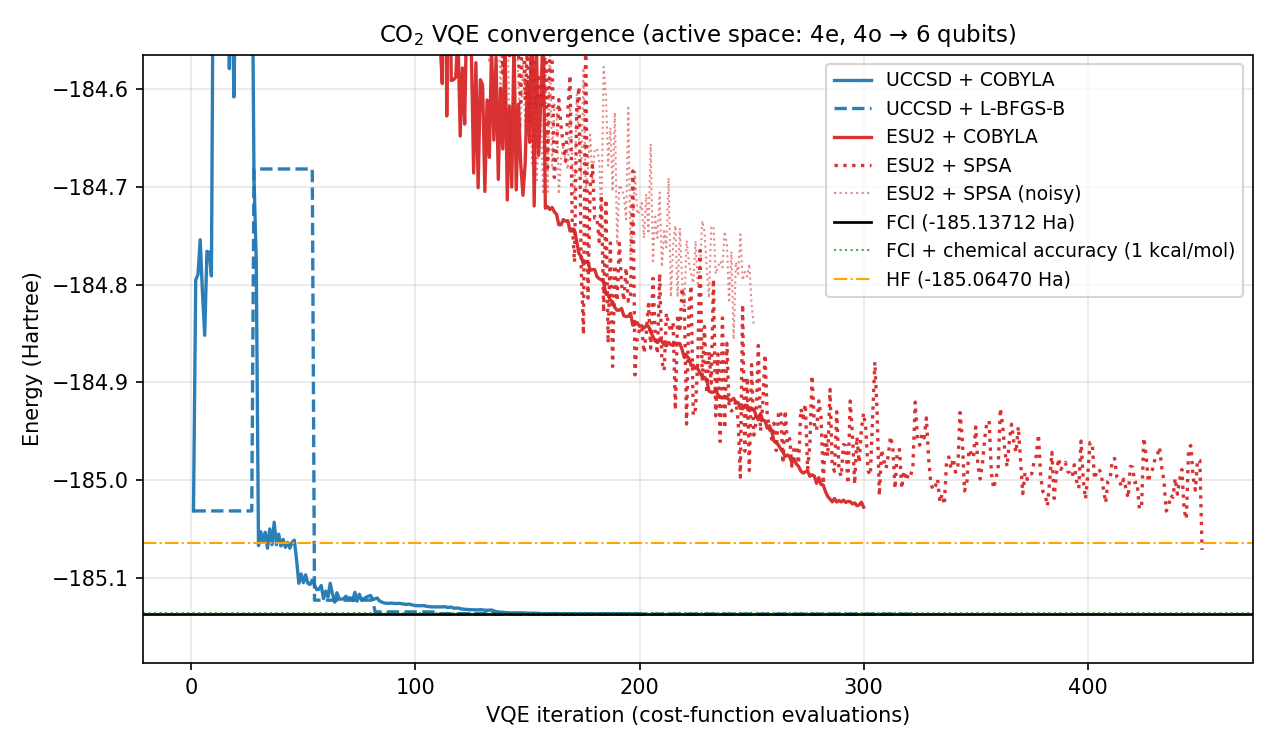 CO₂ VQE convergence (active space: 4e, 4o → 6 qubits)
Energy (Hartree)
−184.6
−184.7
−184.8
−184.9
−185.0
−185.1
UCCSD + COBYLA
UCCSD + L-BFGS-B
ESU2 + COBYLA
ESU2 + SPSA
ESU2 + SPSA (noisy)
FCI (-185.13712 Ha)
FCI + chemical accuracy (1 kcal/mol)
HF (-185.06470 Ha)
0 100 200 300 400
VQE iteration (cost-function evaluations)